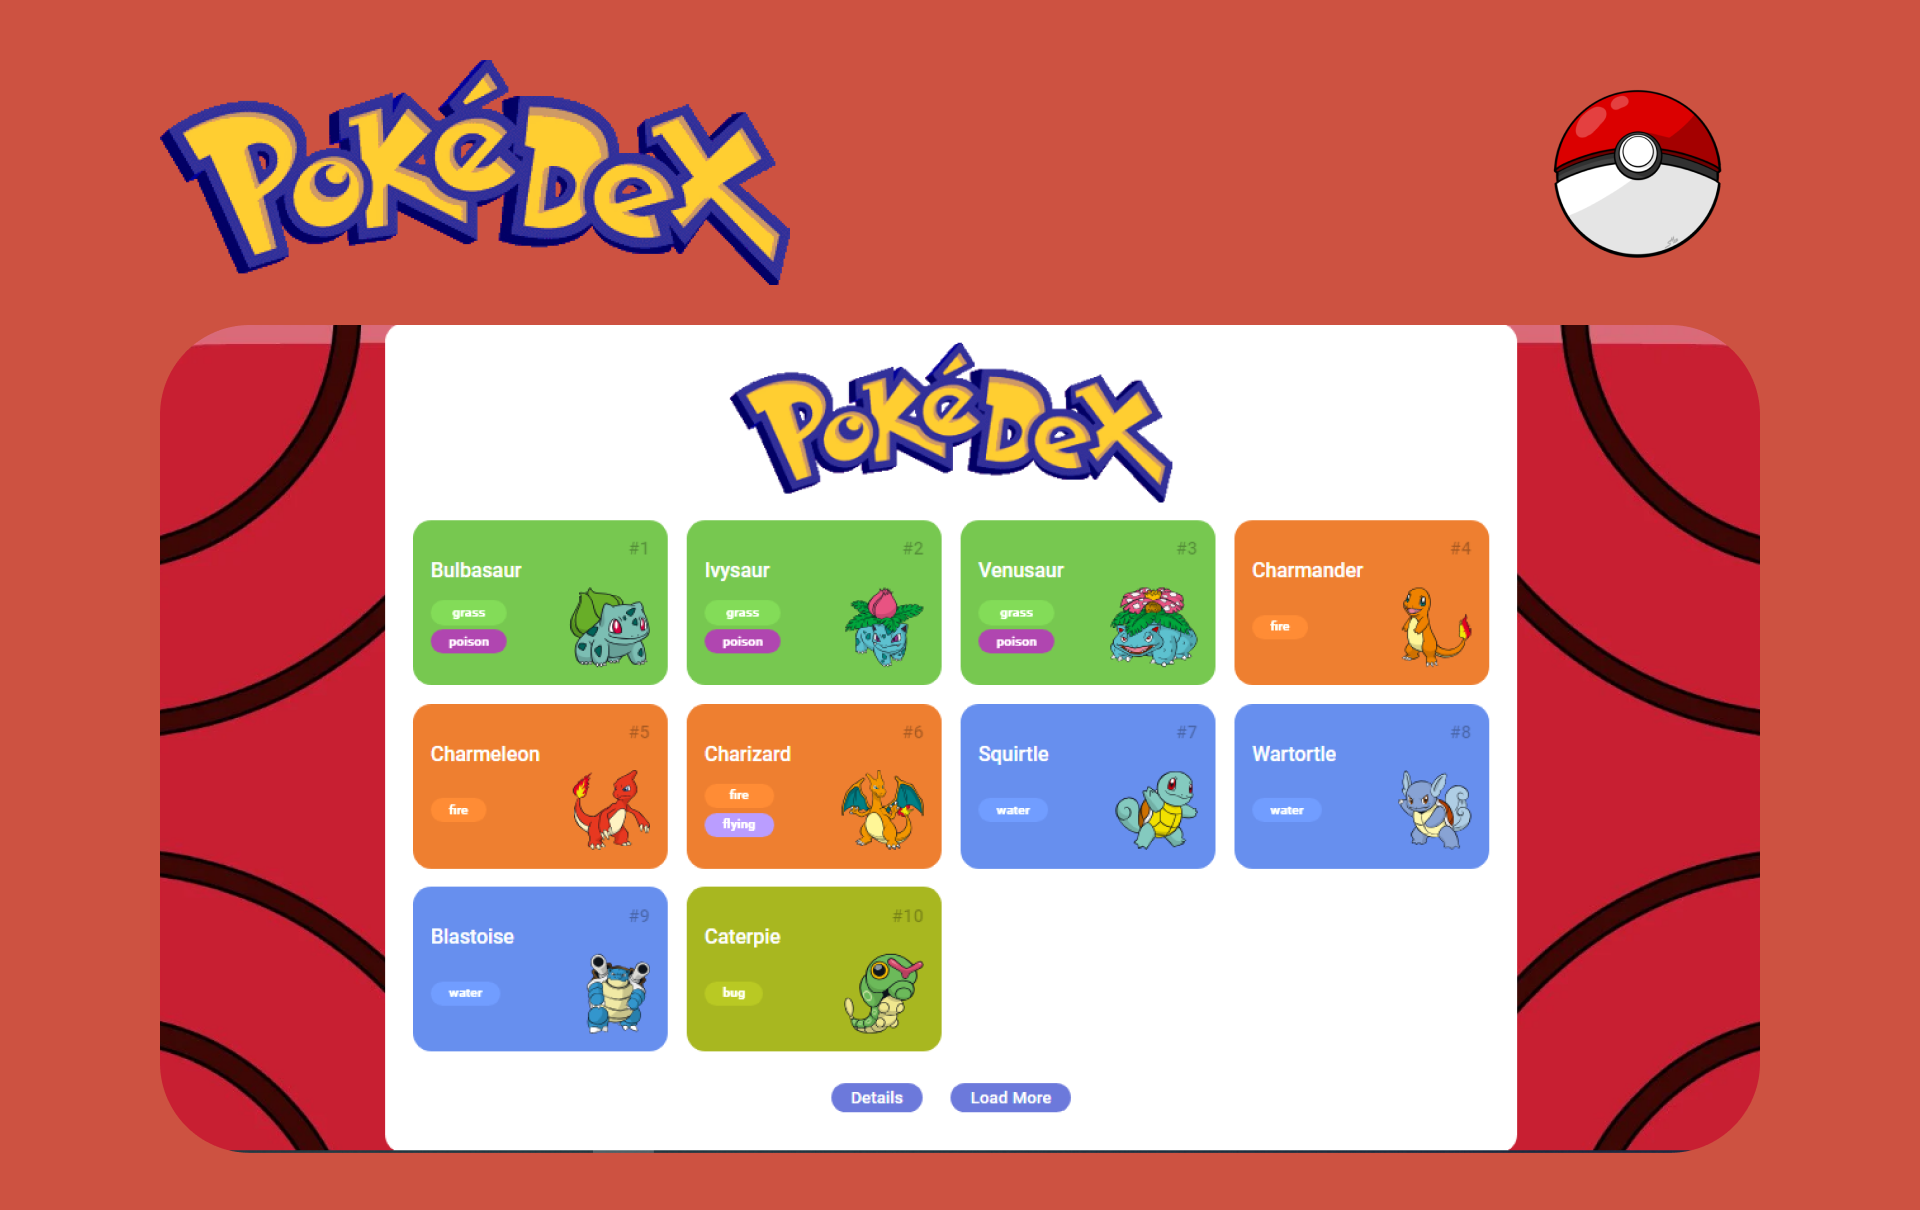 PoKéDex
PoKéDex
#1
Bulbasaur
grass
poison
#2
Ivysaur
grass
poison
#3
Venusaur
grass
poison
#4
Charmander
fire
#5
Charmeleon
fire
#6
Charizard
fire
flying
#7
Squirtle
water
#8
Wartortle
water
#9
Blastoise
water
#10
Caterpie
bug
Details
Load More